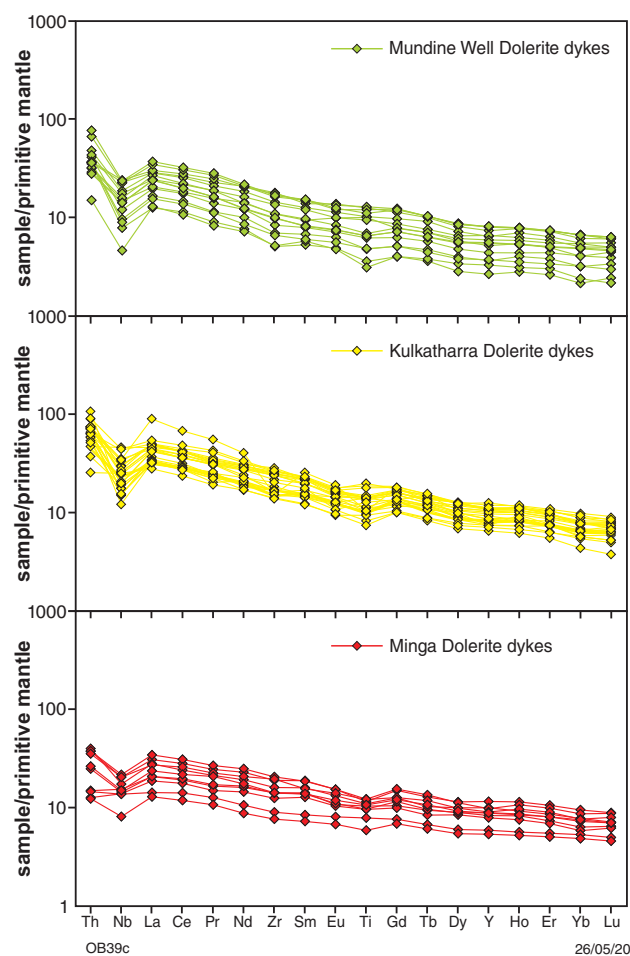 1000
Mundine Well Dolerite dykes
100
10
sample/primitive mantle
1000
Kulkatharra Dolerite dykes
100
10
sample/primitive mantle
1000
Minga Dolerite dykes
100
10
1
sample/primitive mantle
Th Nb La Ce Pr Nd Zr Sm Eu Ti Gd Tb Dy Y Ho Er Yb Lu
OB39c 26/05/20